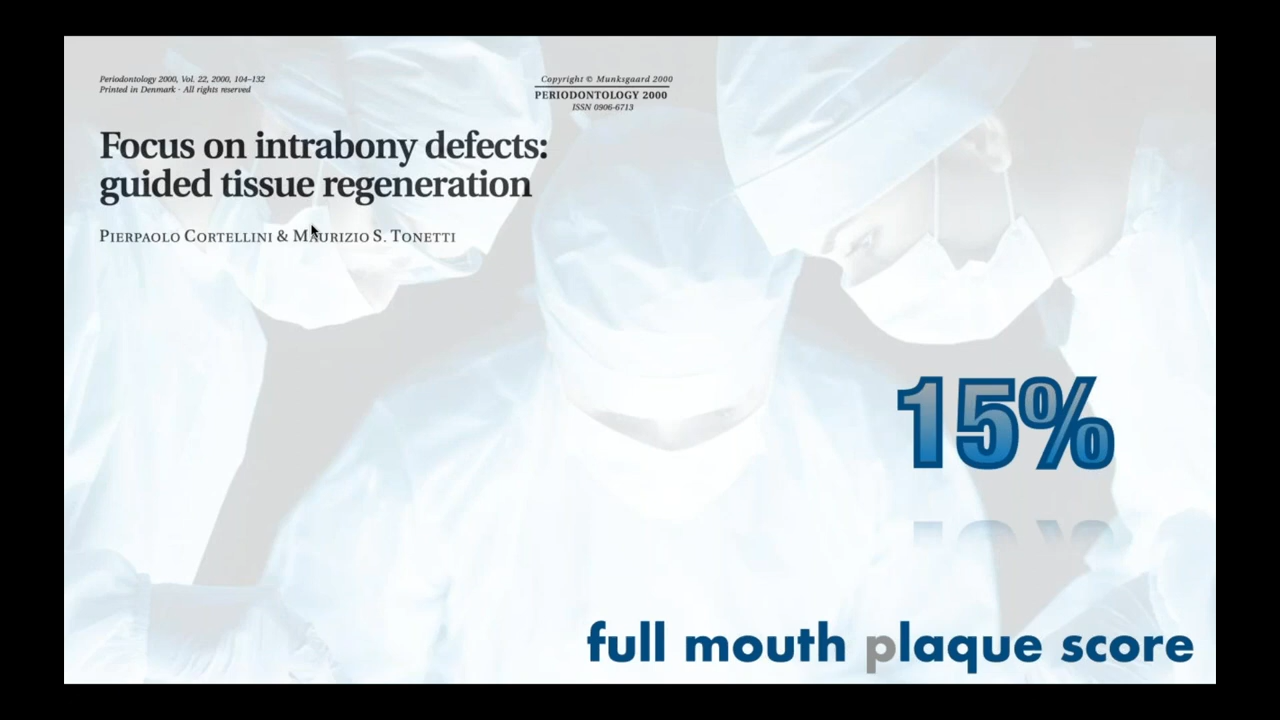 Periodontology 2000, Vol. 22, 2000, 104–132
Printed in Denmark · All rights reserved
Copyright © Munksgaard 2000
PERIODONTOLOGY 2000
ISSN 0906-6713
Focus on intrabony defects:
guided tissue regeneration
PIERPAOLO CORTELLINI & MAURIZIO S. TONETTI
15%
full mouth plaque score